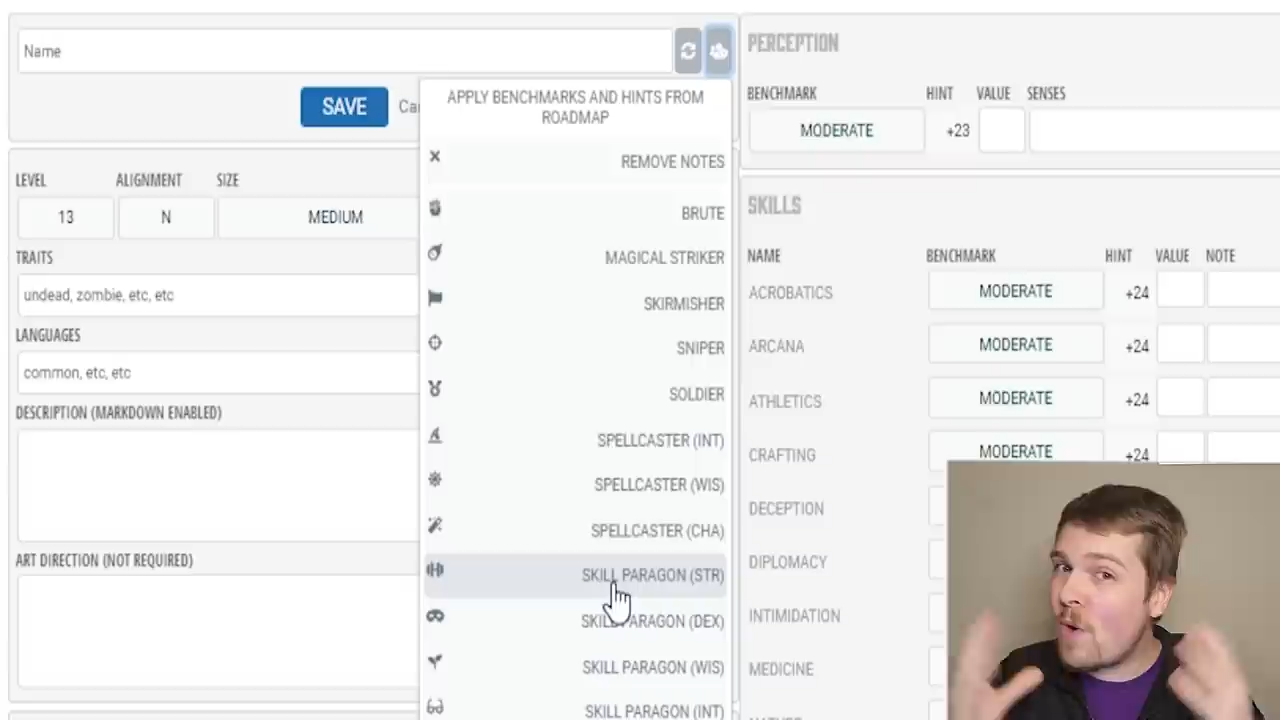 Name
SAVE
LEVEL ALIGNMENT SIZE
13 N MEDIUM
TRAITS
undead, zombie, etc, etc
LANGUAGES
common, etc, etc
DESCRIPTION (MARKDOWN ENABLED)
ART DIRECTION (NOT REQUIRED)
APPLY BENCHMARKS AND HINTS FROM
ROADMAP
REMOVE NOTES
BRUTE
MAGICAL STRIKER
SKIRMISHER
SNIPER
SOLDIER
SPELLCASTER (INT)
SPELLCASTER (WIS)
SPELLCASTER (CHA)
SKILL PARAGON (STR)
SKILL PARAGON (DEX)
SKILL PARAGON (WIS)
SKILL PARAGON (INT)
PERCEPTION
BENCHMARK HINT VALUE SENSES
MODERATE +23
SKILLS
NAME BENCHMARK HINT VALUE NOTE
ACROBATICS MODERATE +24
ARCANA MODERATE +24
ATHLETICS MODERATE +24
CRAFTING MODERATE +24
DECEPTION
DIPLOMACY
INTIMIDATION
MEDICINE